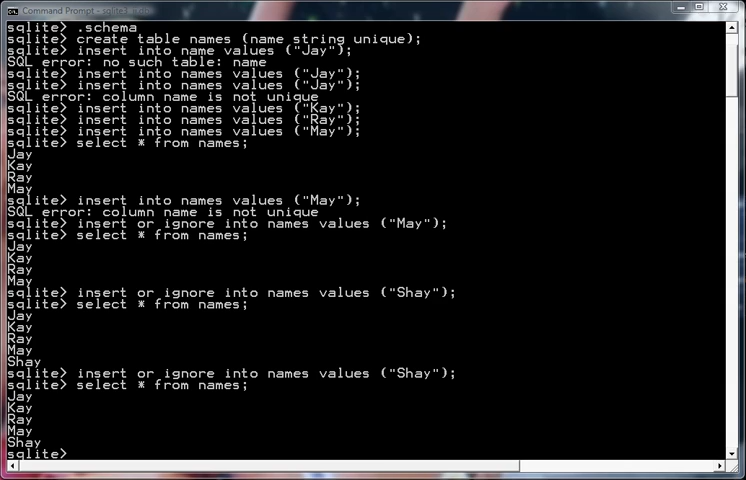 Command Prompt - sqlite3
sqlite> .schema
sqlite> create table names (name string unique);
sqlite> insert into name values ("Jay");
SQL error: no such table: name
sqlite> insert into names values ("Jay");
sqlite> insert into names values ("Jay");
SQL error: column name is not unique
sqlite> insert into names values ("Kay");
sqlite> insert into names values ("Ray");
sqlite> insert into names values ("May");
sqlite> select * from names;
Jay
Kay
Ray
May
sqlite> insert into names values ("May");
SQL error: column name is not unique
sqlite> insert or ignore into names values ("May");
sqlite> select * from names;
Jay
Kay
Ray
May
sqlite> insert or ignore into names values ("Shay");
sqlite> select * from names;
Jay
Kay
Ray
May
Shay
sqlite> insert or ignore into names values ("Shay");
sqlite> select * from names;
Jay
Kay
Ray
May
Shay
sqlite>